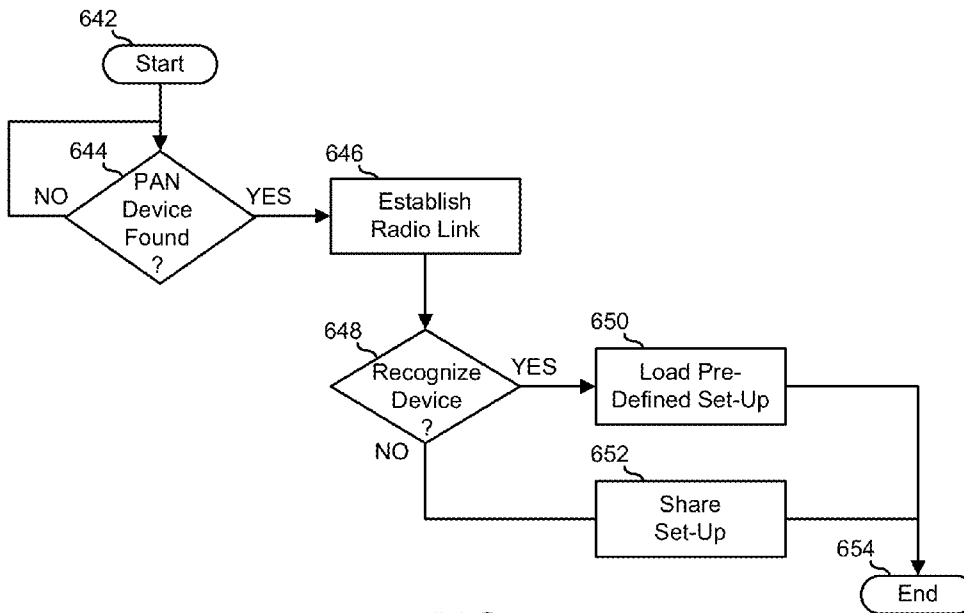 642
Start
644
PAN
Device
Found
?
NO
YES
646
Establish
Radio Link
648
Recognize
Device
?
YES
NO
650
Load Pre-
Defined Set-Up
652
Share
Set-Up
654
End